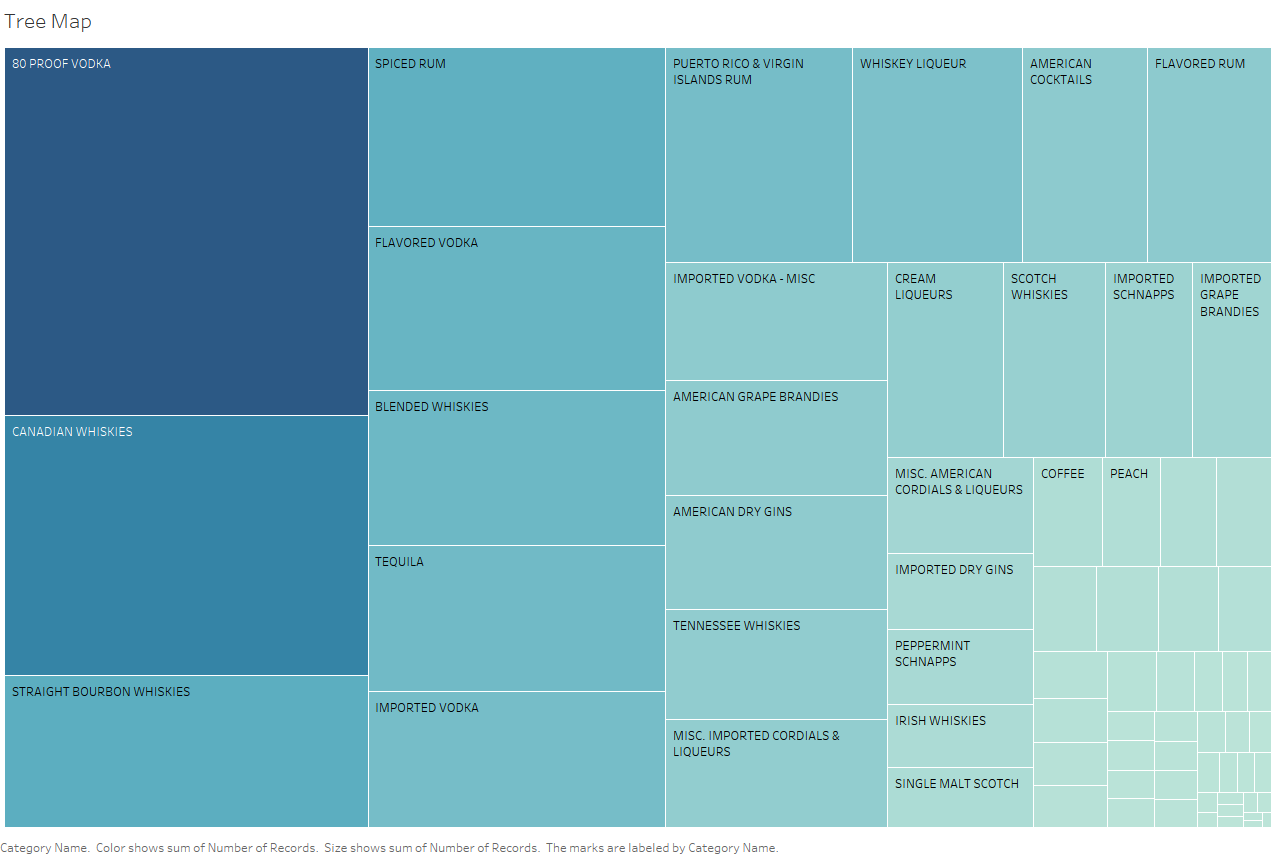 Tree Map
80 PROOF VODKA
CANADIAN WHISKIES
STRAIGHT BOURBON WHISKIES
SPICED RUM
FLAVORED VODKA
BLENDED WHISKIES
TEQUILA
IMPORTED VODKA
PUERTO RICO & VIRGIN
ISLANDS RUM
WHISKEY LIQUEUR
AMERICAN
COCKTAILS
FLAVORED RUM
IMPORTED VODKA - MISC
AMERICAN GRAPE BRANDIES
AMERICAN DRY GINS
TENNESSEE WHISKIES
MISC. IMPORTED CORDIALS &
LIQUEURS
CREAM
LIQUEURS
SCOTCH
WHISKIES
IMPORTED
SCHNAPPS
IMPORTED
GRAPE
BRANDIES
MISC. AMERICAN
CORDIALS & LIQUEURS
IMPORTED DRY GINS
PEPPERMINT
SCHNAPPS
IRISH WHISKIES
SINGLE MALT SCOTCH
COFFEE
PEACH
Category Name.  Color shows sum of Number of Records.  Size shows sum of Number of Records.  The marks are labeled by Category Name.